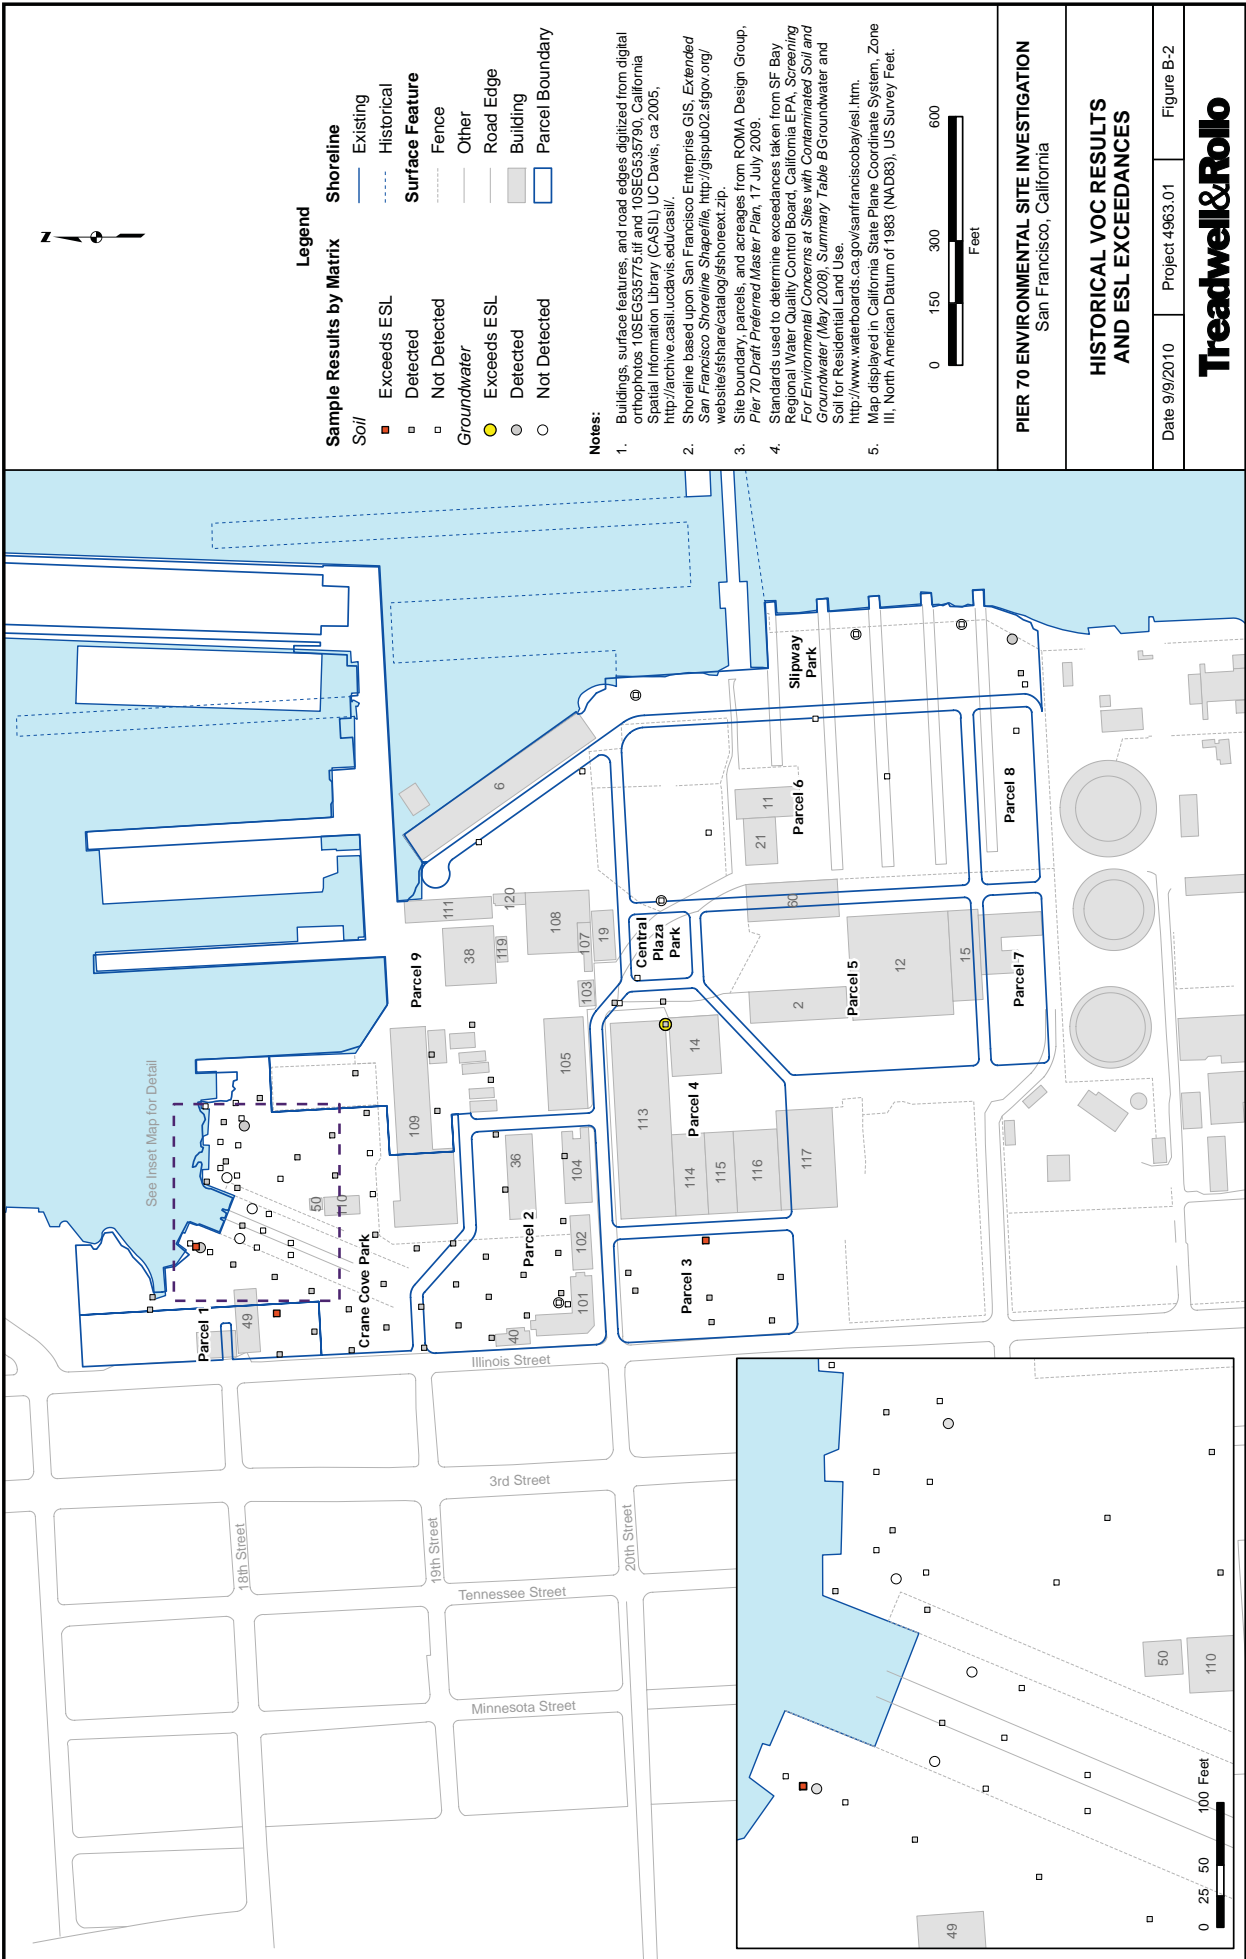 See Inset Map for Detail
Parcel 1
49
Crane Cove Park
50
110
109
Parcel 9
111
38
119
120
108
107
19
103
105
6
36
104
Parcel 2
102
101
40
Illinois Street
3rd Street
Tennessee Street
Minnesota Street
18th Street
19th Street
20th Street
Parcel 3
113
14
Parcel 4
114
115
116
117
Central
Plaza
Park
2
Parcel 5
12
15
Parcel 7
60
21
11
Parcel 6
Slipway
Park
Parcel 8
49
50
110
0 25 50 100 Feet
N
Legend
Sample Results by Matrix
Soil
Exceeds ESL
Detected
Not Detected
Groundwater
Exceeds ESL
Detected
Not Detected
Shoreline
Existing
Historical
Surface Feature
Fence
Other
Road Edge
Building
Parcel Boundary
Notes:
1. Buildings, surface features, and road edges digitized from digital
orthophotos 10SEG535775.tif and 10SEG535790, California
Spatial Information Library (CASIL) UC Davis, ca 2005,
http://archive.casil.ucdavis.edu/casil/.
2. Shoreline based upon San Francisco Enterprise GIS, Extended
San Francisco Shoreline Shapefile, http://gispub02.sfgov.org/
website/sfshare/catalog/sfshoreext.zip.
3. Site boundary, parcels, and acreages from ROMA Design Group,
Pier 70 Draft Preferred Master Plan, 17 July 2009.
4. Standards used to determine exceedances taken from SF Bay
Regional Water Quality Control Board, California EPA, Screening
For Environmental Concerns at Sites with Contaminated Soil and
Groundwater (May 2008), Summary Table B Groundwater and
Soil for Residential Land Use.
http://www.waterboards.ca.gov/sanfranciscobay/esl.htm.
5. Map displayed in California State Plane Coordinate System, Zone
III, North American Datum of 1983 (NAD83), US Survey Feet.
0 150 300 600
Feet
PIER 70 ENVIRONMENTAL SITE INVESTIGATION
San Francisco, California
HISTORICAL VOC RESULTS
AND ESL EXCEEDANCES
Date 9/9/2010 Project 4963.01 Figure B-2
Treadwell&Rollo